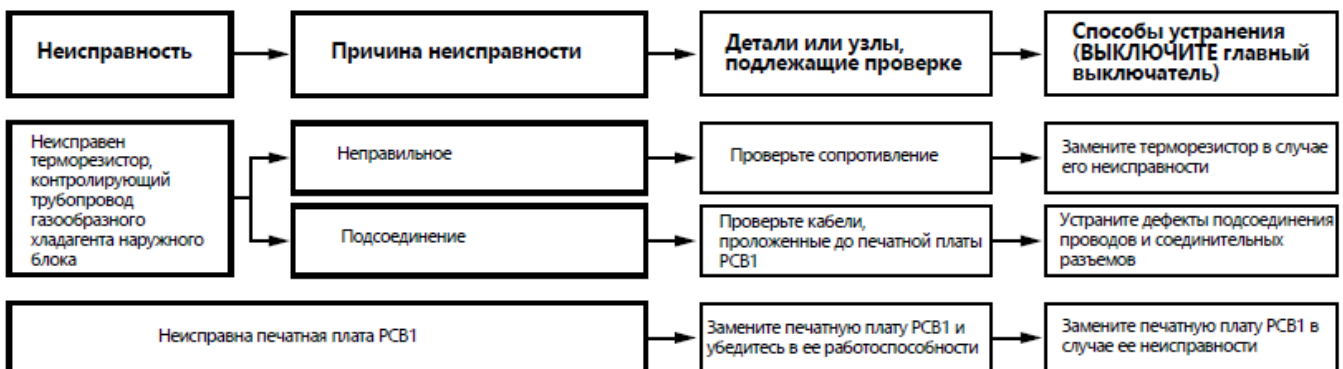 Неисправность
Причина неисправности
Детали или узлы,
подлежащие проверке
Способы устранения
(ВЫКЛЮЧИТЕ главный
выключатель)
Неисправен
терморезистор,
контролирующий
трубопровод
газообразного
хладагента наружного
блока
Неправильное
Проверьте сопротивление
Замените терморезистор в случае
его неисправности
Подсоединение
Проверьте кабели,
проложенные до печатной платы
PCB1
Устраните дефекты подсоединения
проводов и соединительных
разъемов
Неисправна печатная плата PCB1
Замените печатную плату PCB1 и
убедитесь в ее работоспособности
Замените печатную плату PCB1 в
случае ее неисправности